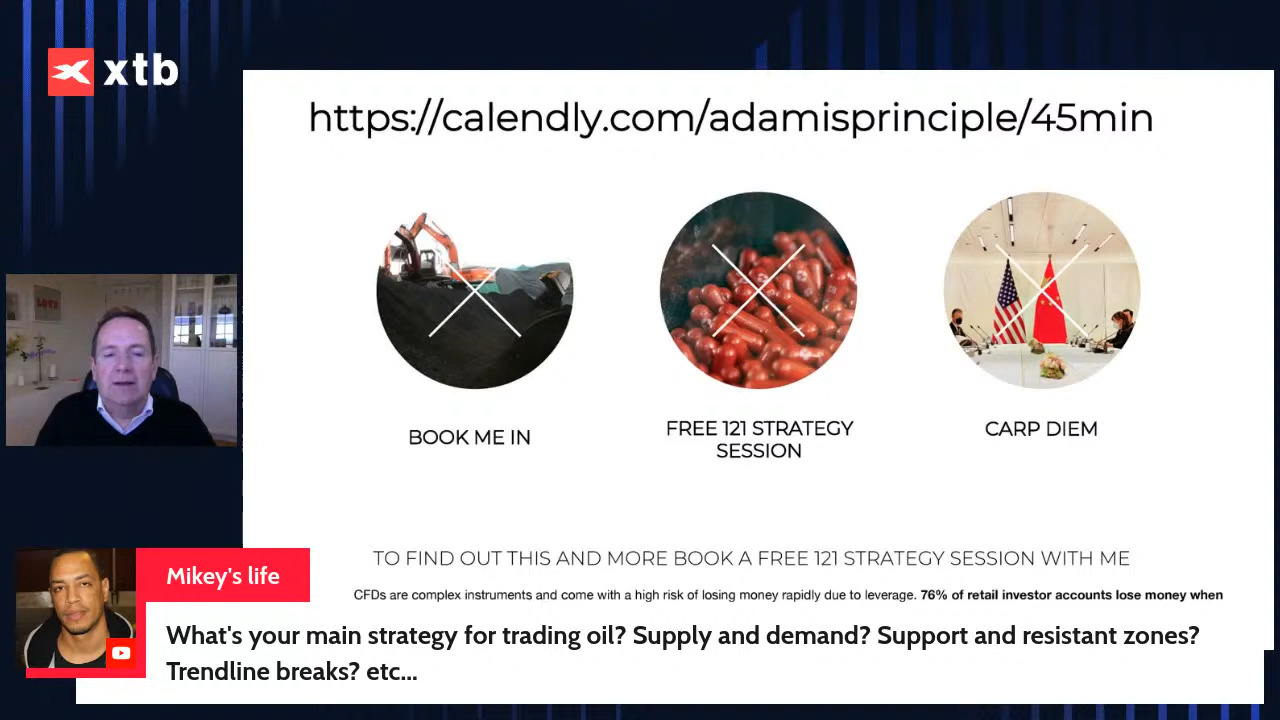 xtb
https://calendly.com/adamisprinciple/45min
BOOK ME IN
FREE 121 STRATEGY
SESSION
CARP DIEM
TO FIND OUT THIS AND MORE BOOK A FREE 121 STRATEGY SESSION WITH ME
CFDs are complex instruments and come with a high risk of losing money rapidly due to leverage. 76% of retail investor accounts lose money when
Mikey's life
What's your main strategy for trading oil? Supply and demand? Support and resistant zones?
Trendline breaks? etc...